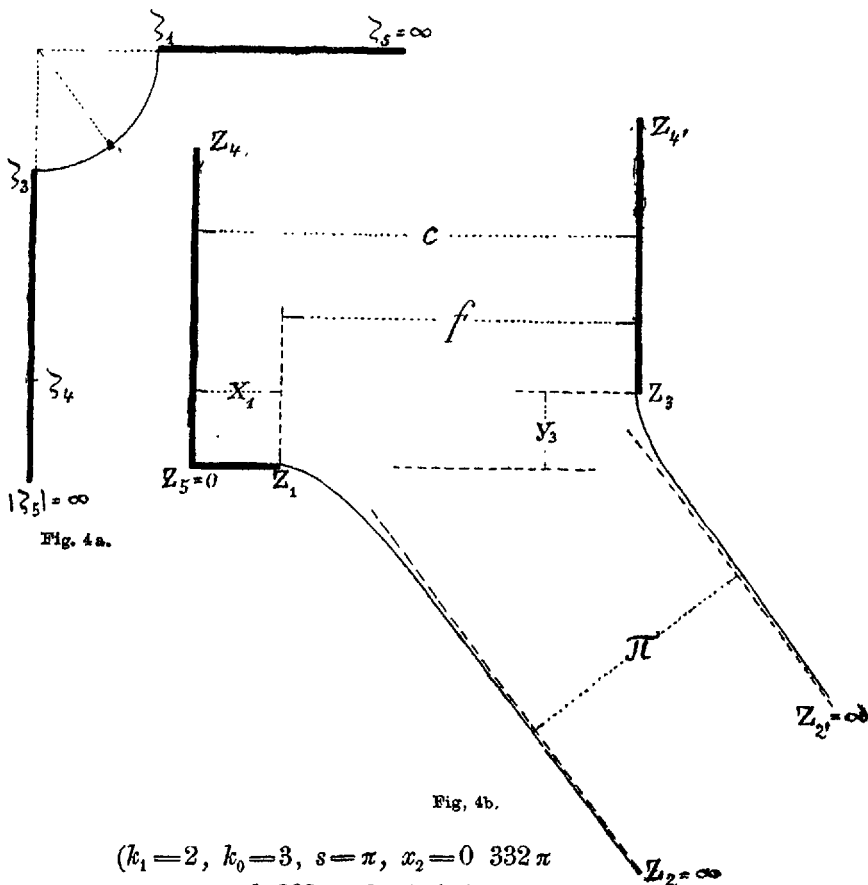 ζ₁ ζ₅=∞
ζ₃
Z₄ Z₄'
c
f
ζ₄
X₁ Z₃
y₃
Z₅=0 Z₁
|ζ₅|=∞
Fig. 4a.
π
Z₂'=∞
Fig, 4b.
Z₂=∞
(k₁=2, k₀=3, s=π, x₂=0 332π